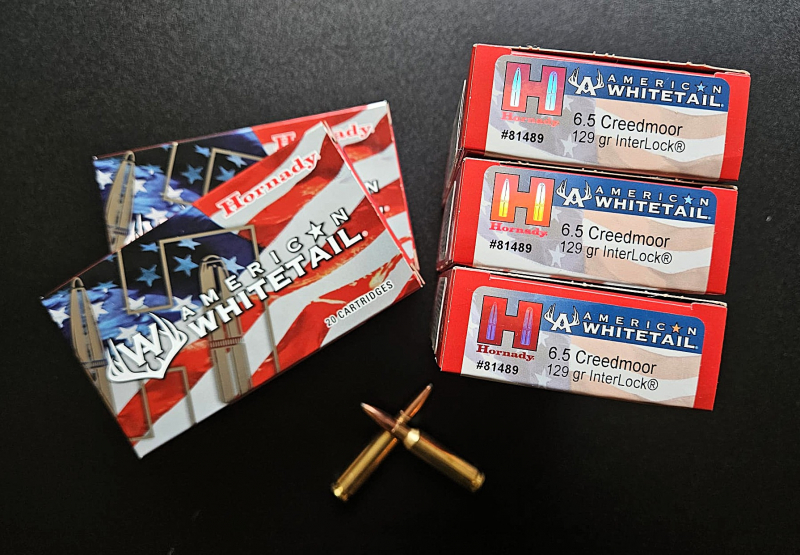 Hornady
Hornady
AMERICAN
WHITETAIL.
20 CARTRIDGES
H AMERICAN
WHITETAIL.
Hornady
6.5 Creedmoor
#81489
129 gr InterLock®
H AMERICAN
WHITETAIL.
Hornady
6.5 Creedmoor
#81489
129 gr InterLock®
H AMERICAN
WHITETAIL.
Hornady
6.5 Creedmoor
#81489
129 gr InterLock®